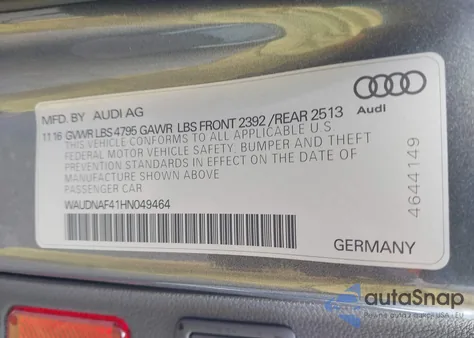 MFD. BY AUDI AG
11 16 GVWR LBS 4795 GAWR LBS FRONT 2392 /REAR 2513
THIS VEHICLE CONFORMS TO ALL APPLICABLE U S
FEDERAL MOTOR VEHICLE SAFETY, BUMPER AND THEFT
PREVENTION STANDARDS IN EFFECT ON THE DATE OF
MANUFACTURE SHOWN ABOVE
PASSENGER CAR
WAUDNAF41HN049464
Audi
4644149
GERMANY
autoSnap